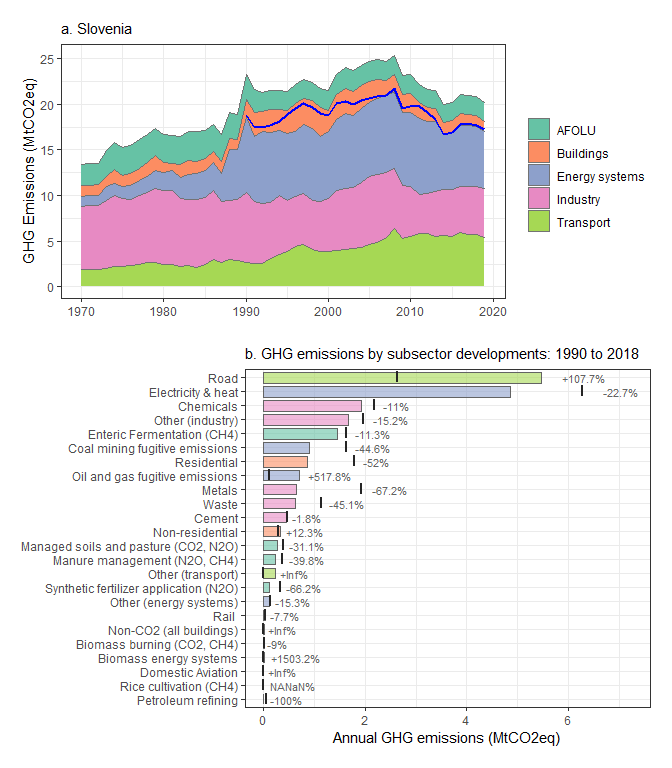 a. Slovenia
GHG Emissions (MtCO2eq)
25
20
15
10
5
0
1970 1980 1990 2000 2010 2020
AFOLU
Buildings
Energy systems
Industry
Transport
b. GHG emissions by subsector developments: 1990 to 2018
Road +107.7%
Electricity & heat -22.7%
Chemicals -11%
Other (industry) -15.2%
Enteric Fermentation (CH4) -11.3%
Coal mining fugitive emissions -44.6%
Residential -52%
Oil and gas fugitive emissions +517.8%
Metals -67.2%
Waste -45.1%
Cement -1.8%
Non-residential +12.3%
Managed soils and pasture (CO2, N2O) -31.1%
Manure management (N2O, CH4) -39.8%
Other (transport) +Inf%
Synthetic fertilizer application (N2O) -66.2%
Other (energy systems) -15.3%
Rail -7.7%
Non-CO2 (all buildings) +Inf%
Biomass burning (CO2, CH4) -9%
Biomass energy systems +1503.2%
Domestic Aviation +Inf%
Rice cultivation (CH4) NANaN%
Petroleum refining -100%
0 2 4 6
Annual GHG emissions (MtCO2eq)